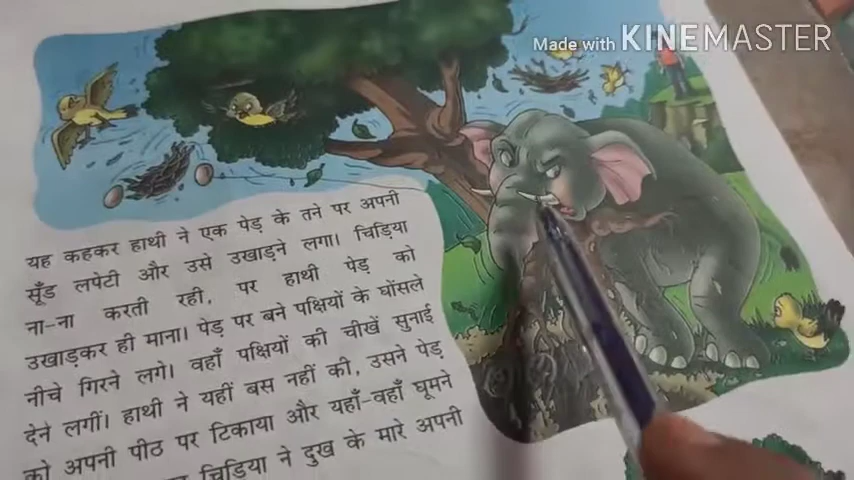 Made with KINEMASTER
यह कहकर हाथी ने एक पेड़ के तने पर अपनी
सूँड लपेटी और उसे उखाड़ने लगा। चिड़िया
ना-ना करती रही, पर हाथी पेड़ को
उखाड़कर ही माना। पेड़ पर बने पक्षियों के घोंसले
नीचे गिरने लगे। वहाँ पक्षियों की चीखें सुनाई
देने लगीं। हाथी ने यहीं बस नहीं की, उसने पेड़
को अपनी पीठ पर टिकाया और यहाँ-वहाँ घूमने
चिड़िया ने दुख के मारे अपनी